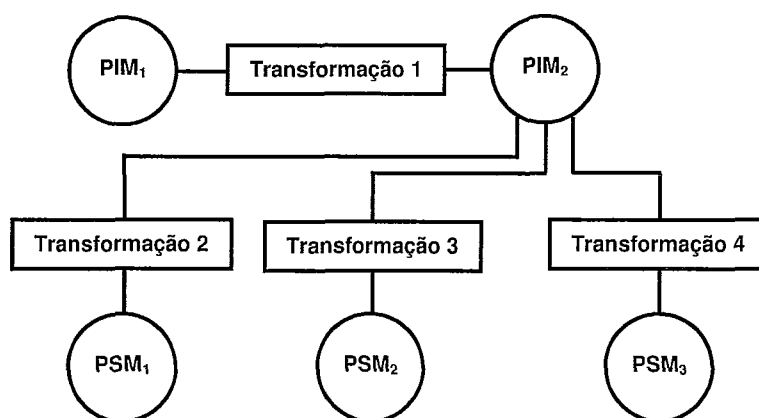 PIM₁
Transformação 1
PIM₂
Transformação 2
Transformação 3
Transformação 4
PSM₁
PSM₂
PSM₃